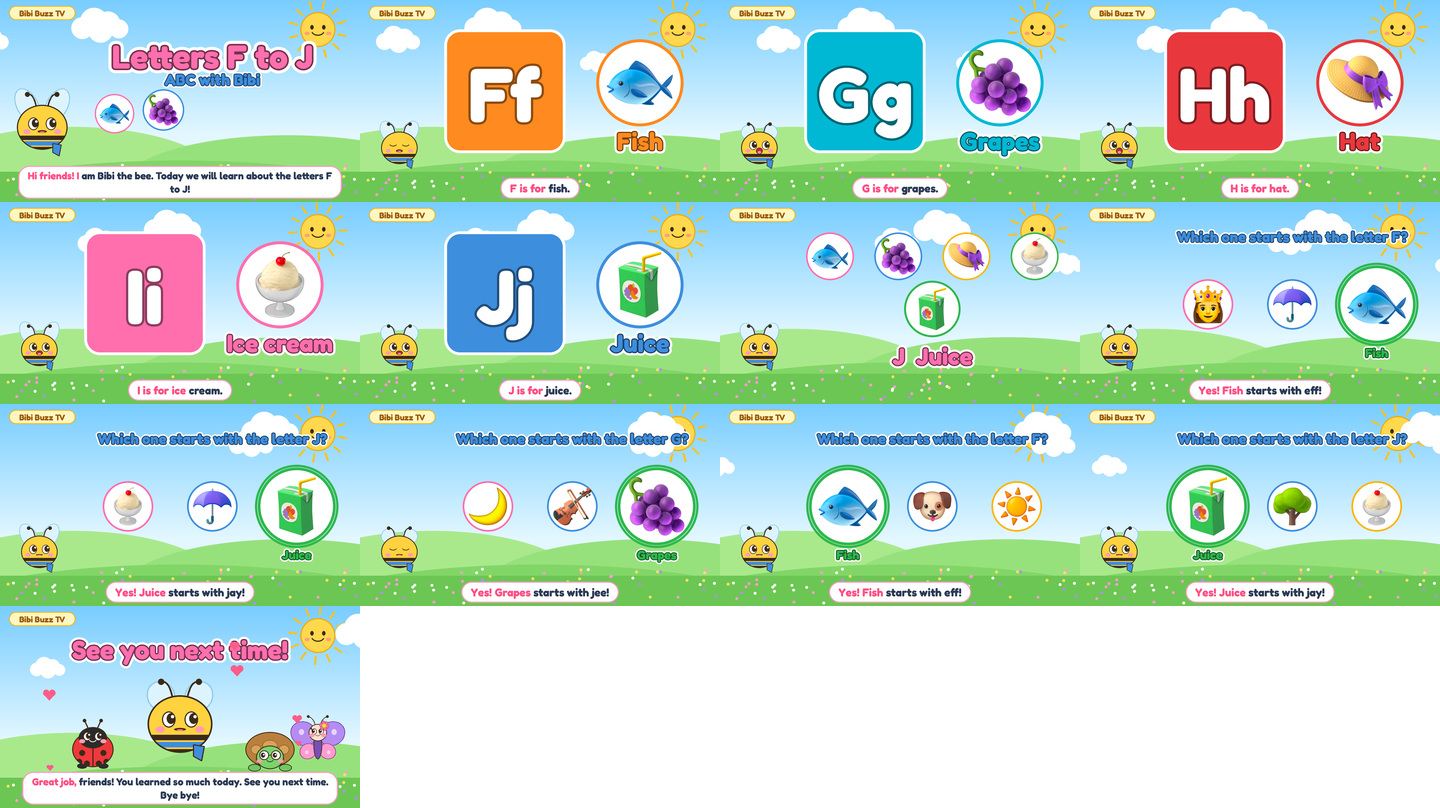 Bibi Buzz TV
Letters F to J
ABC with Bibi
Hi friends! I am Bibi the bee. Today we will learn about the letters F
to J!
Bibi Buzz TV
Ff
Fish
F is for fish.
Bibi Buzz TV
Gg
Grapes
G is for grapes.
Bibi Buzz TV
Hh
Hat
H is for hat.
Bibi Buzz TV
Ii
Ice cream
I is for ice cream.
Bibi Buzz TV
Jj
Juice
J is for juice.
Bibi Buzz TV
J Juice
Bibi Buzz TV
Which one starts with the letter F?
Fish
Yes! Fish starts with eff!
Bibi Buzz TV
Which one starts with the letter J?
Juice
Yes! Juice starts with jay!
Bibi Buzz TV
Which one starts with the letter G?
Grapes
Yes! Grapes starts with jee!
Bibi Buzz TV
Which one starts with the letter F?
Fish
Yes! Fish starts with eff!
Bibi Buzz TV
Which one starts with the letter J?
Juice
Yes! Juice starts with jay!
Bibi Buzz TV
See you next time!
Great job, friends! You learned so much today. See you next time.
Bye bye!